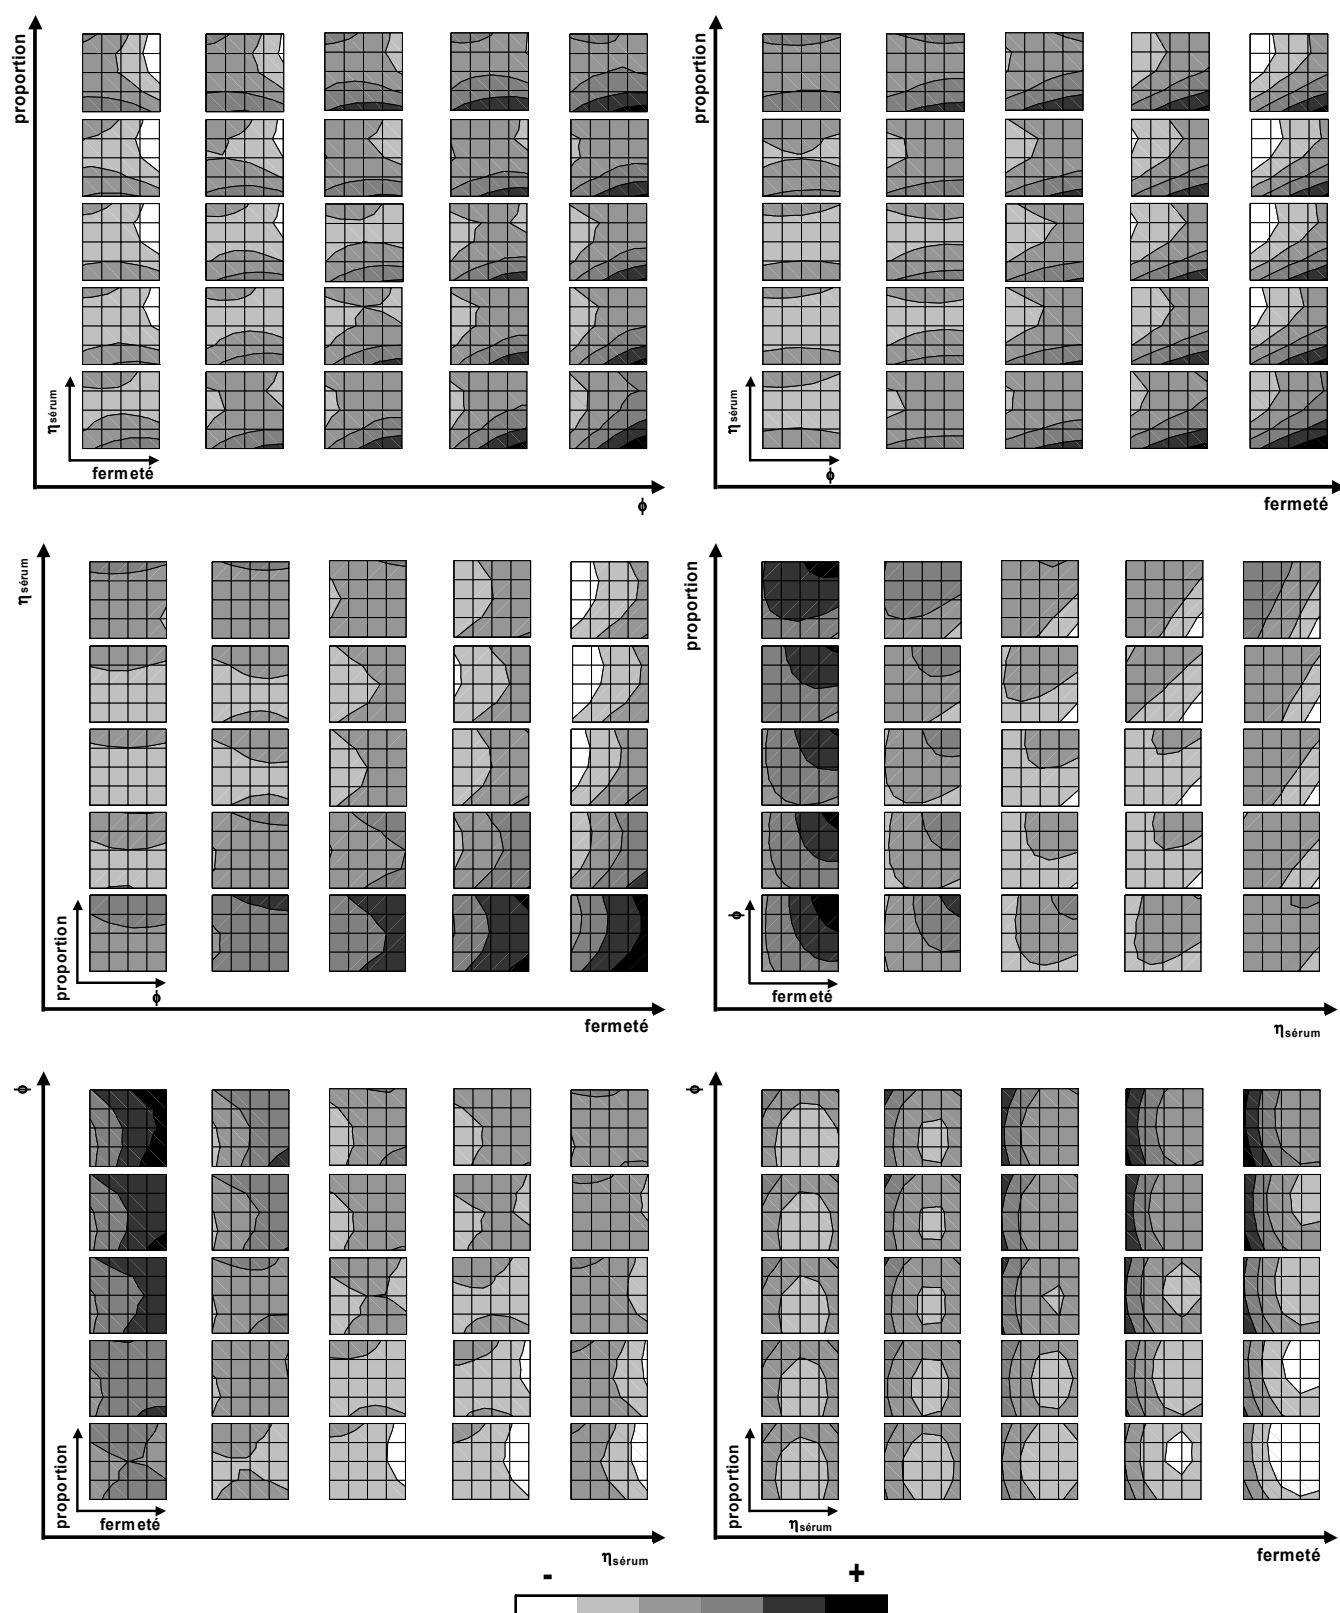 proportion
η sérum
fermeté
ϕ
proportion
η sérum
ϕ
fermeté
η sérum
proportion
ϕ
fermeté
proportion
ϕ
fermeté
η sérum
ϕ
proportion
fermeté
η sérum
ϕ
proportion
η sérum
fermeté
- +